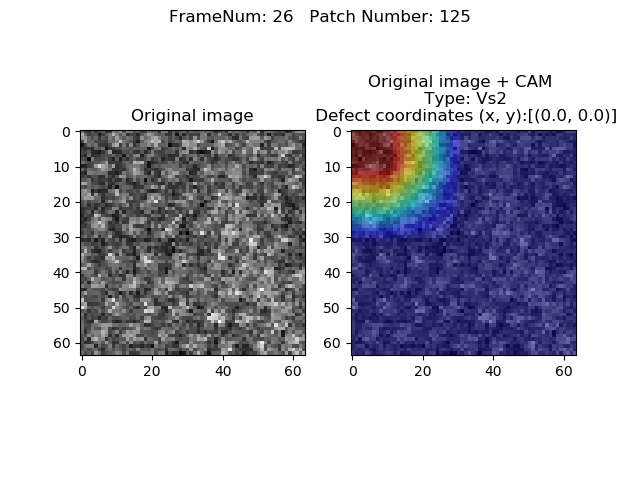 FrameNum: 26   Patch Number: 125
Original image
Original image + CAM
Type: Vs2
Defect coordinates (x, y):[(0.0, 0.0)]
0
10
20
30
40
50
60
0 20 40 60
0
10
20
30
40
50
60
0 20 40 60